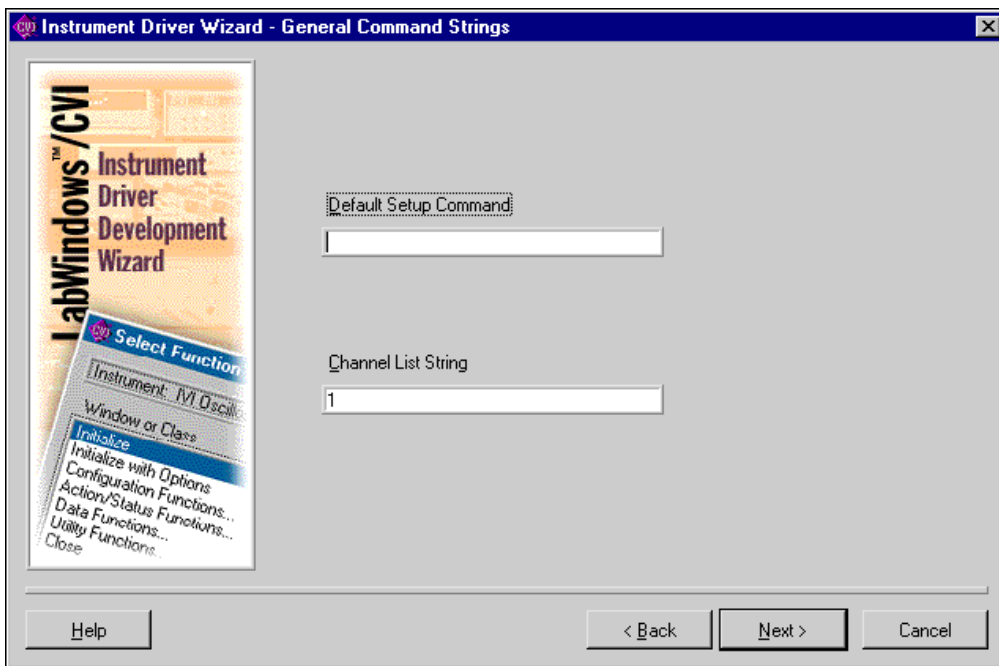 CVI Instrument Driver Wizard - General Command Strings
LabWindows™/CVI
Instrument
Driver
Development
Wizard
CVI Select Function
Instrument: IVI Oscill
Window or Class
Initialize
Initialize with Options
Configuration Functions...
Action/Status Functions...
Data Functions...
Utility Functions...
Close
Default Setup Command
Channel List String
1
Help
< Back
Next >
Cancel